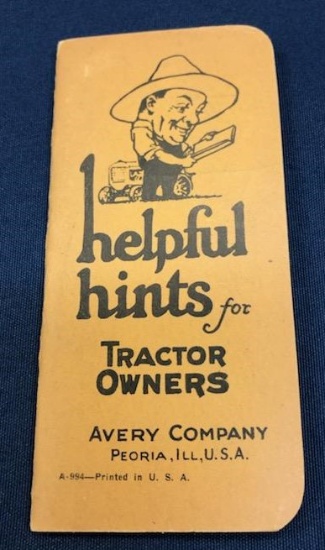 helpful
hints for
TRACTOR
OWNERS
AVERY COMPANY
PEORIA, ILL, U.S.A.
A-994—Printed in U. S. A.